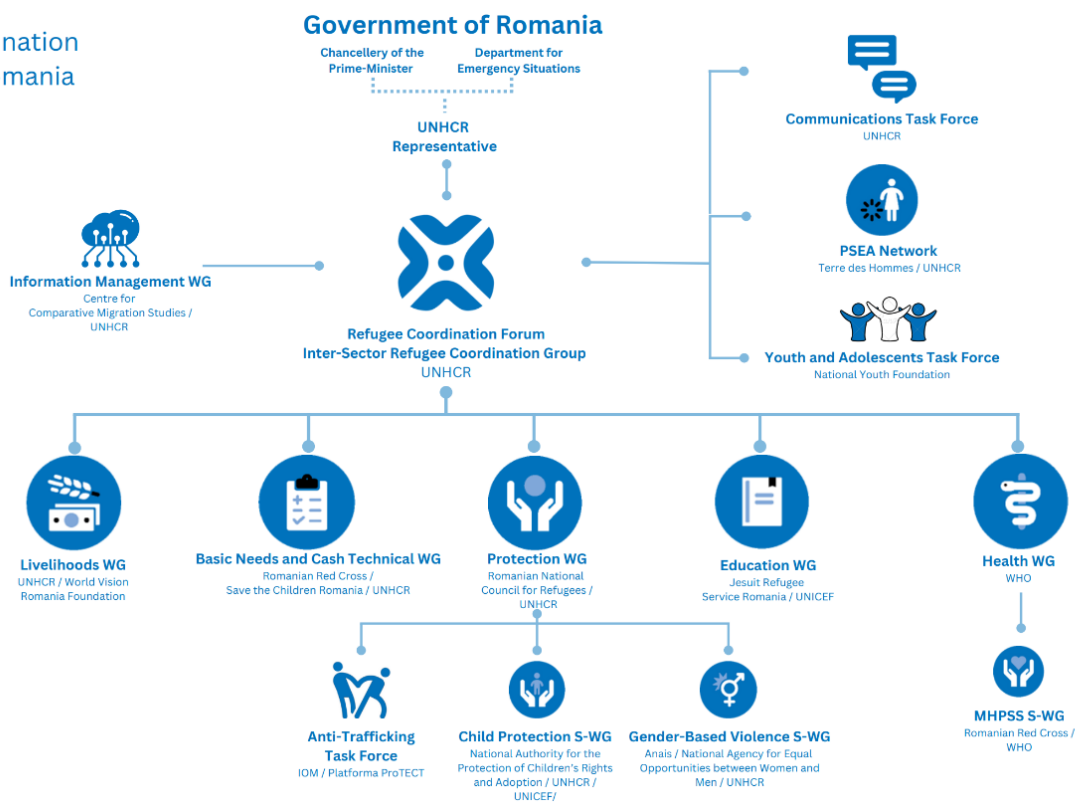 nation
mania
Government of Romania
Chancellery of the
Prime-Minister
Department for
Emergency Situations
UNHCR
Representative
Communications Task Force
UNHCR
PSEA Network
Terre des Hommes / UNHCR
Youth and Adolescents Task Force
National Youth Foundation
Information Management WG
Centre for
Comparative Migration Studies /
UNHCR
Refugee Coordination Forum
Inter-Sector Refugee Coordination Group
UNHCR
Livelihoods WG
UNHCR / World Vision
Romania Foundation
Basic Needs and Cash Technical WG
Romanian Red Cross /
Save the Children Romania / UNHCR
Protection WG
Romanian National
Council for Refugees /
UNHCR
Education WG
Jesuit Refugee
Service Romania / UNICEF
Health WG
WHO
Anti-Trafficking
Task Force
IOM / Platforma ProTECT
Child Protection S-WG
National Authority for the
Protection of Children's Rights
and Adoption / UNHCR /
UNICEF/
Gender-Based Violence S-WG
Anais / National Agency for Equal
Opportunities between Women and
Men / UNHCR
MHPSS S-WG
Romanian Red Cross /
WHO